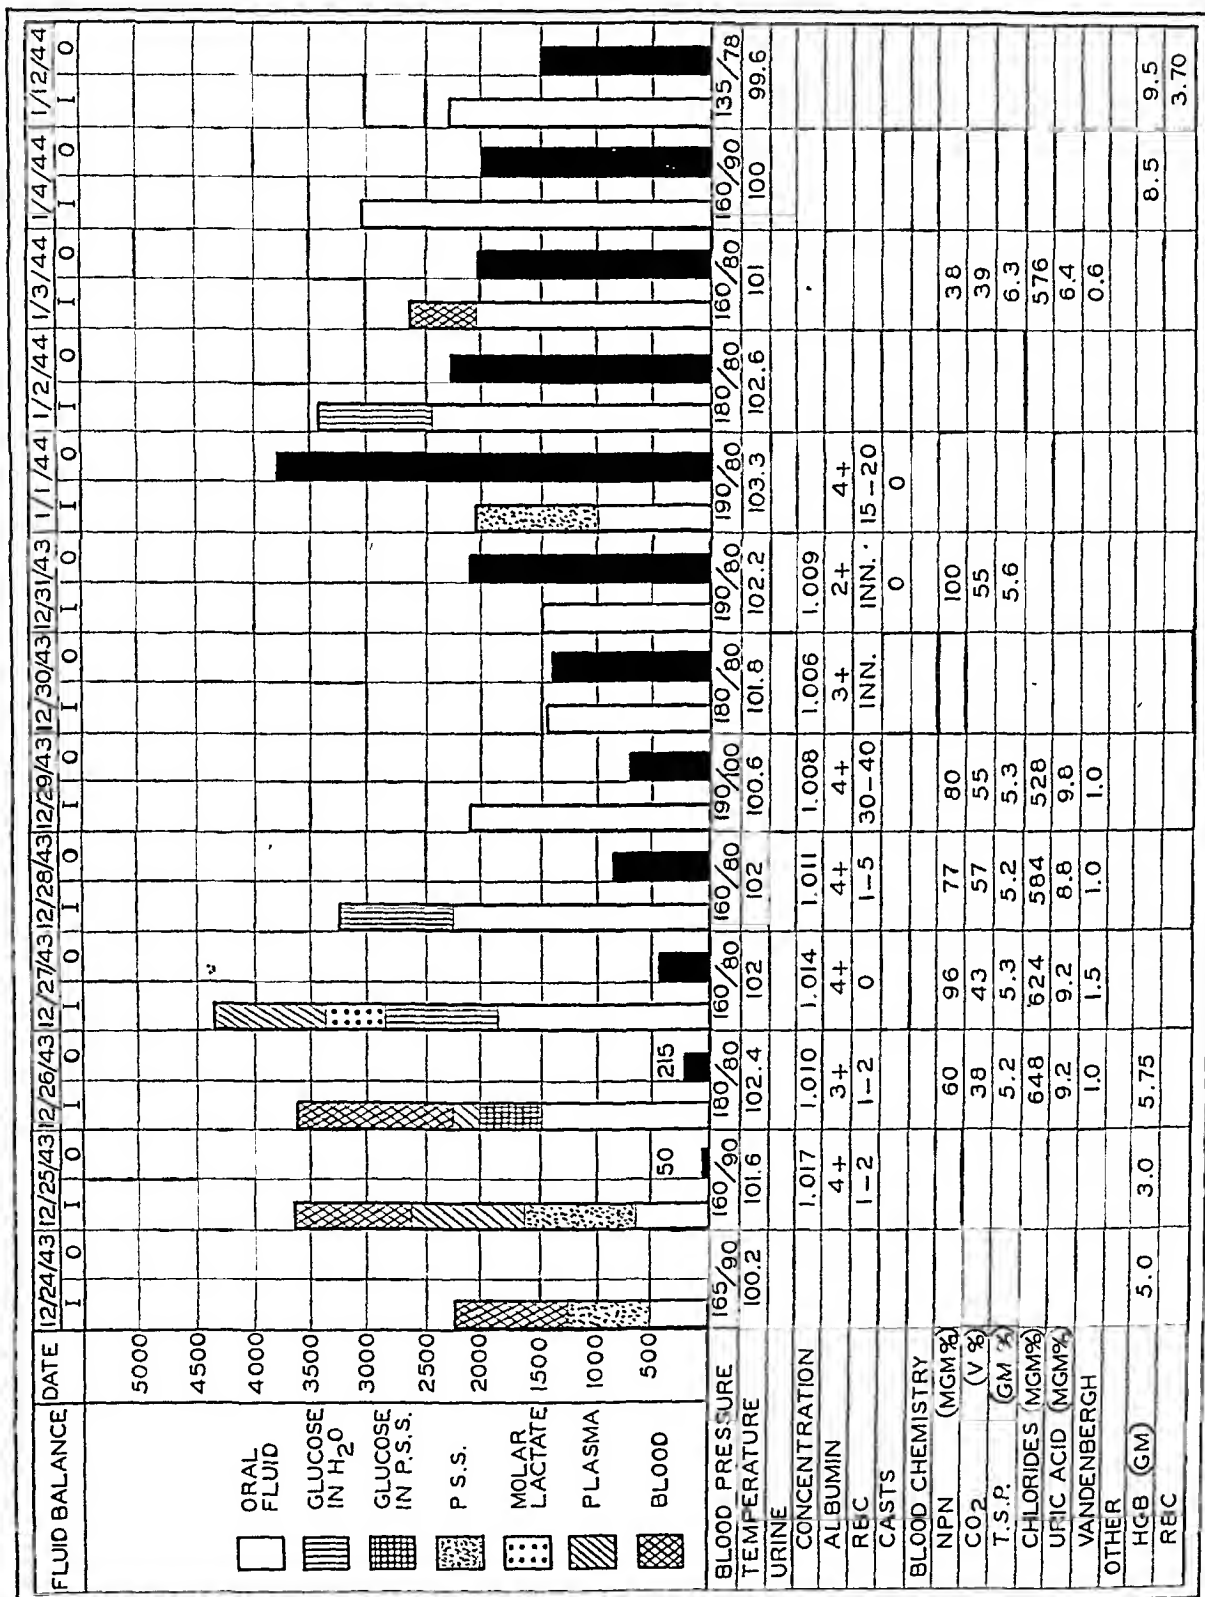 FLUID BALANCE DATE 12/24/43 12/25/43 12/26/43 12/27/43 12/28/43 12/29/43 12/30/43 12/31/43 1/1/44 1/2/44 1/3/44 1/4/44 1/12/44
I O I O I O I O I O I O I O I O I O I O I O I O I O
5000
4000
3500
3000
2500
2000
1500
1000
500
ORAL FLUID
GLUCOSE IN H2O
GLUCOSE IN P.S.S.
P S.S.
MOLAR LACTATE
PLASMA
BLOOD
50
215
BLOOD PRESSURE 165/90 160/90 180/80 160/80 160/80 190/100 180/80 190/80 190/80 180/80 160/80 160/90 135/78
TEMPERATURE 100.2 101.6 102.4 102 102 100.6 101.8 102.2 103.3 102.6 101 100 99.6
URINE
CONCENTRATION 1.017 1.010 1.014 1.011 1.008 1.006 1.009
ALBUMIN 4+ 3+ 4+ 4+ 4+ 3+ 2+ 4+
RBC 1-2 1-2 0 1-5 30-40 INN. INN. 15-20
CASTS 0 0
BLOOD CHEMISTRY
NPN (MGM%) 60 96 77 80 100 38
CO2 (V %) 38 43 57 55 55 39
T.S.P. (GM %) 5.2 5.3 5.2 5.3 5.6 6.3
CHLORIDES (MGM%) 648 624 584 528 576
URIC ACID (MGM%) 9.2 9.2 8.8 9.8 6.4
VANDENBERGH 1.0 1.5 1.0 1.0 0.6
OTHER
HGB (GM) 5.0 3.0 5.75 8.5 9.5
RBC 3.70